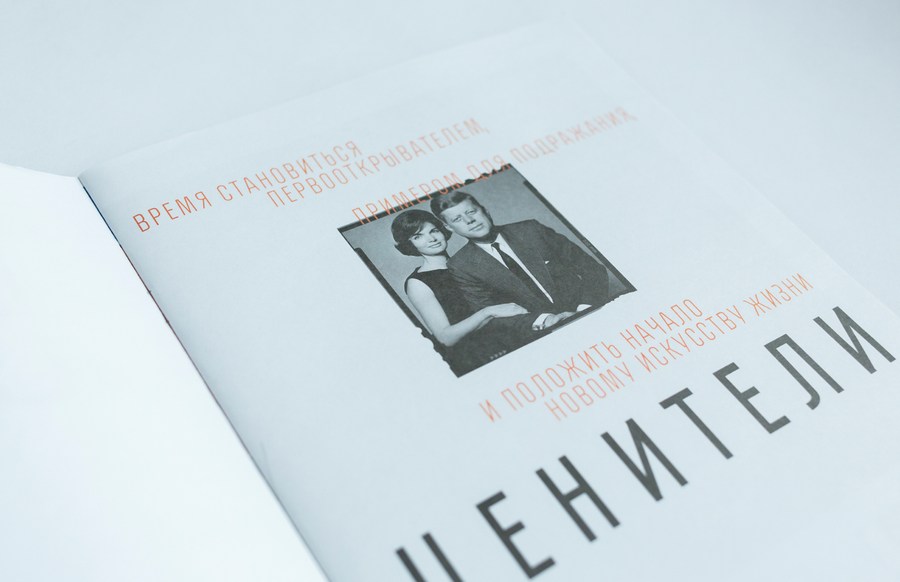 ВРЕМЯ СТАНОВИТЬСЯ
ПЕРВООТКРЫВАТЕЛЕМ,
ПРИМЕРОМ ДЛЯ ПОДРАЖАНИЯ,
И ПОЛОЖИТЬ НАЧАЛО
НОВОМУ ИСКУССТВУ ЖИЗНИ
ЦЕНИТЕЛИ